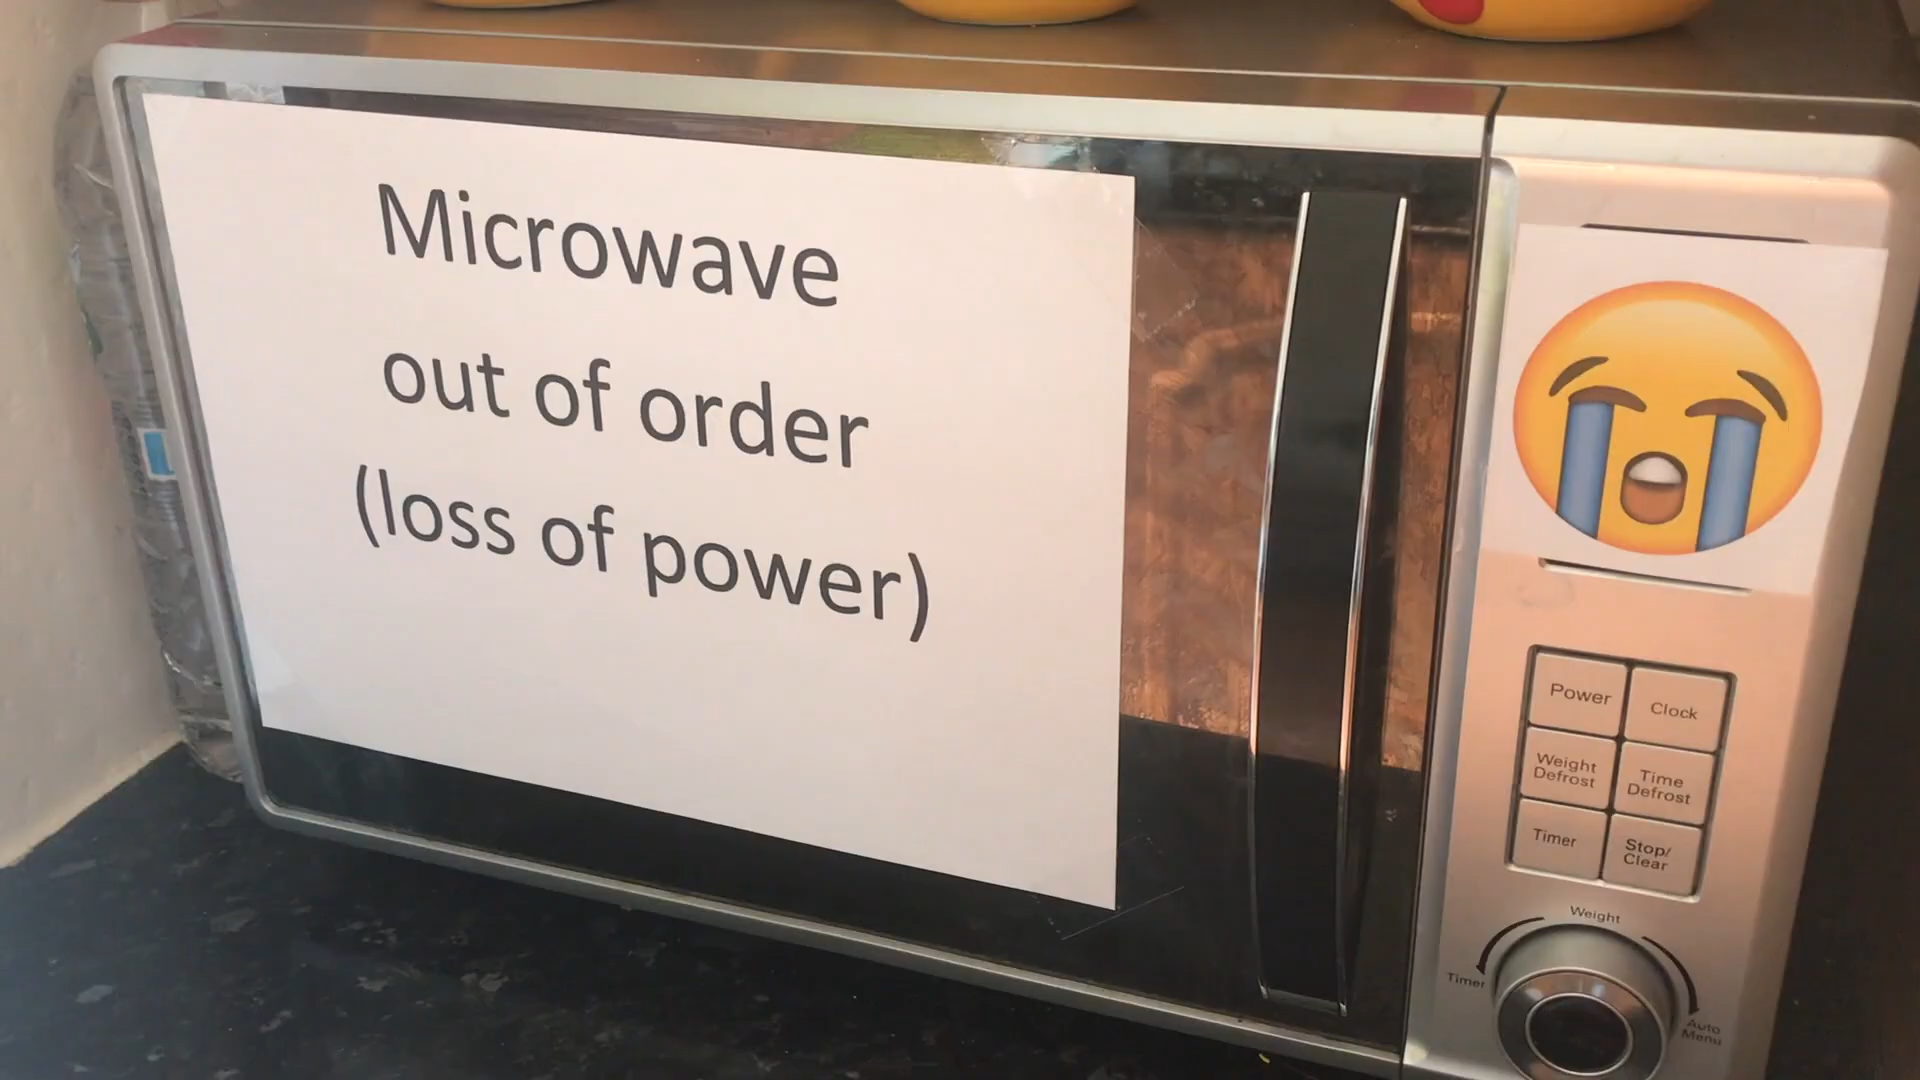 Microwave
out of order
(loss of power)
Power
Clock
Weight
Defrost
Time
Defrost
Timer
Stop/
Clear
Weight
Timer
Auto
Menu